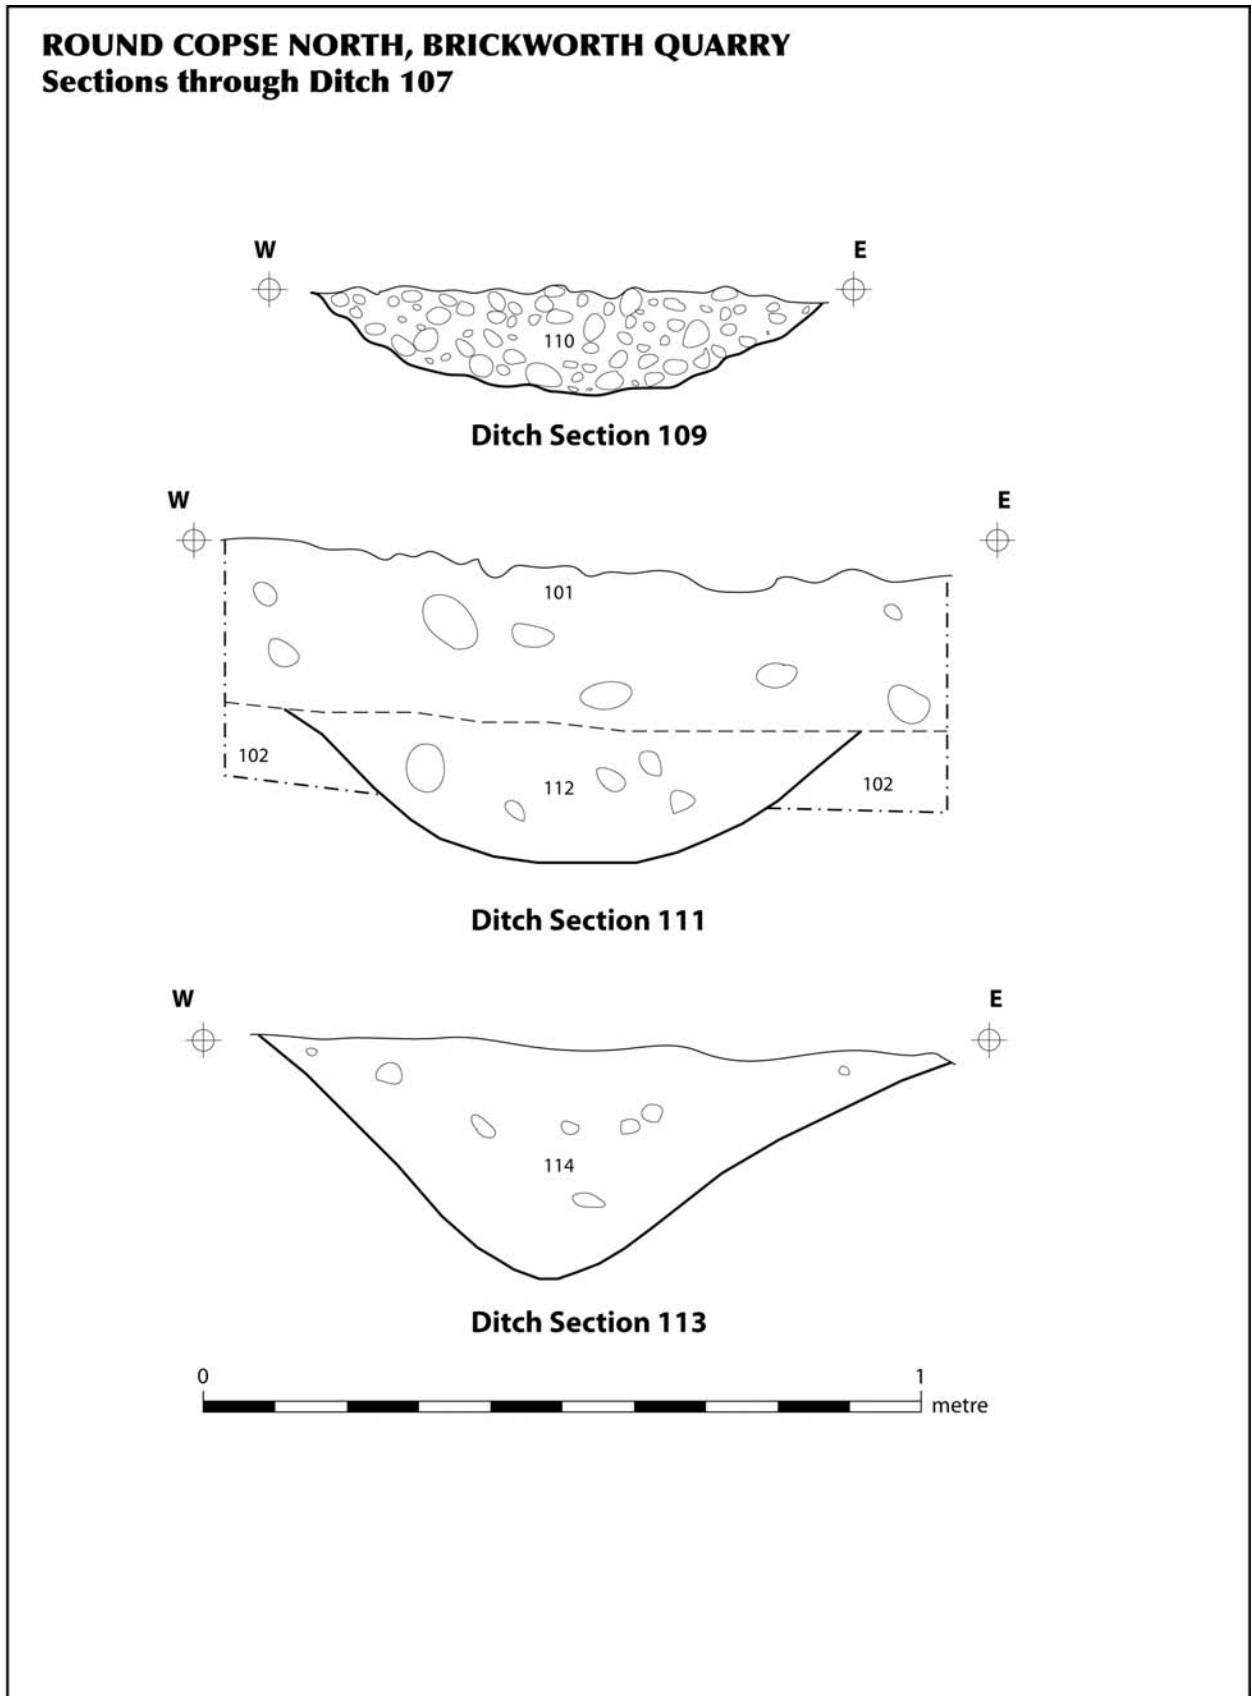 ROUND COPSE NORTH, BRICKWORTH QUARRY
Sections through Ditch 107
W E
110
Ditch Section 109
W E
101
102
112
102
Ditch Section 111
W E
114
Ditch Section 113
0 1
metre